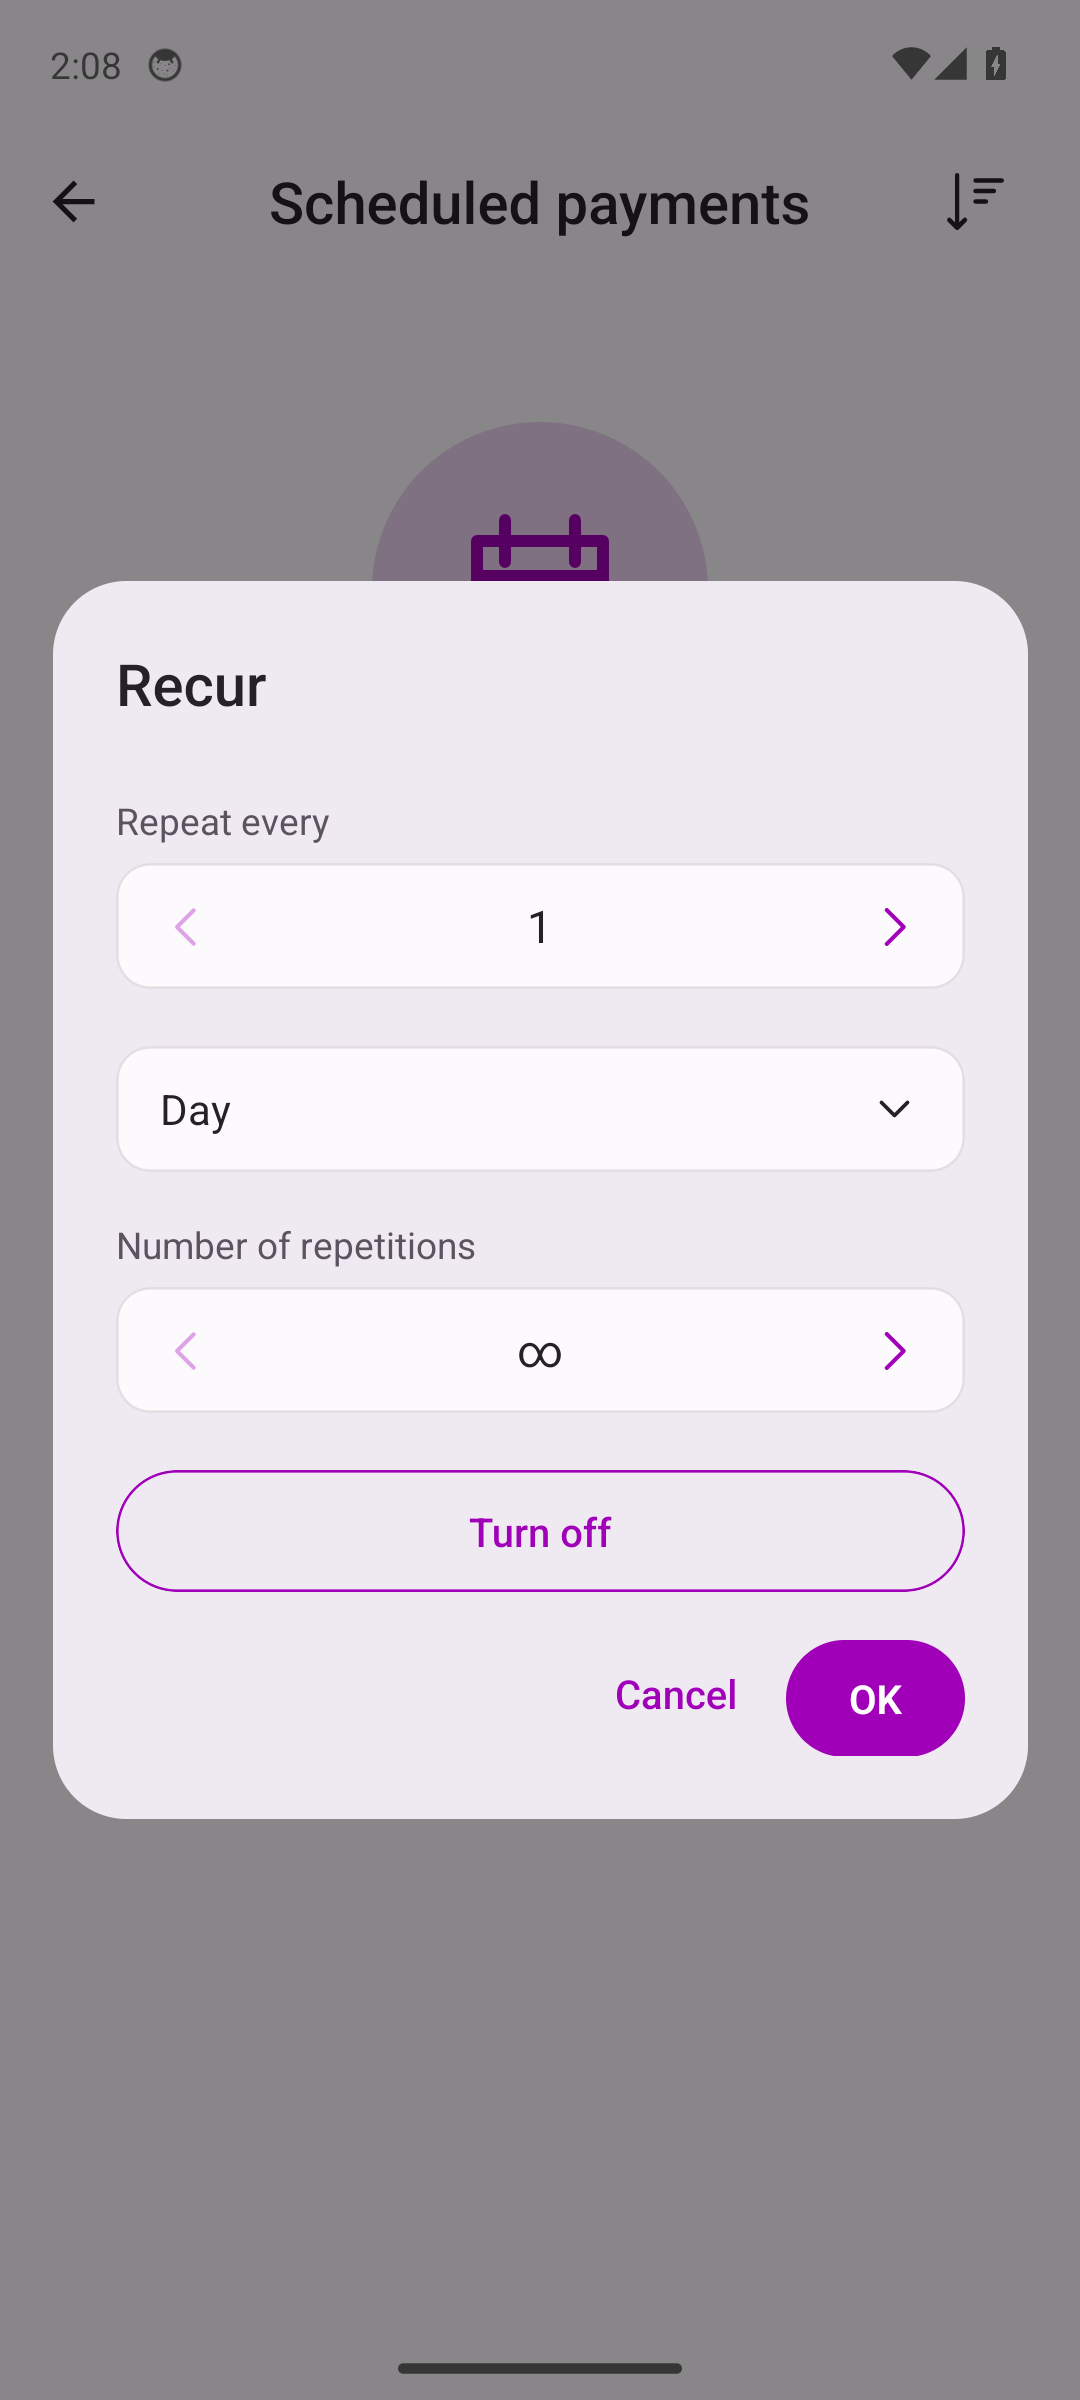 2:08
Scheduled payments
Recur
Repeat every
1
Day
Number of repetitions
∞
Turn off
Cancel
OK